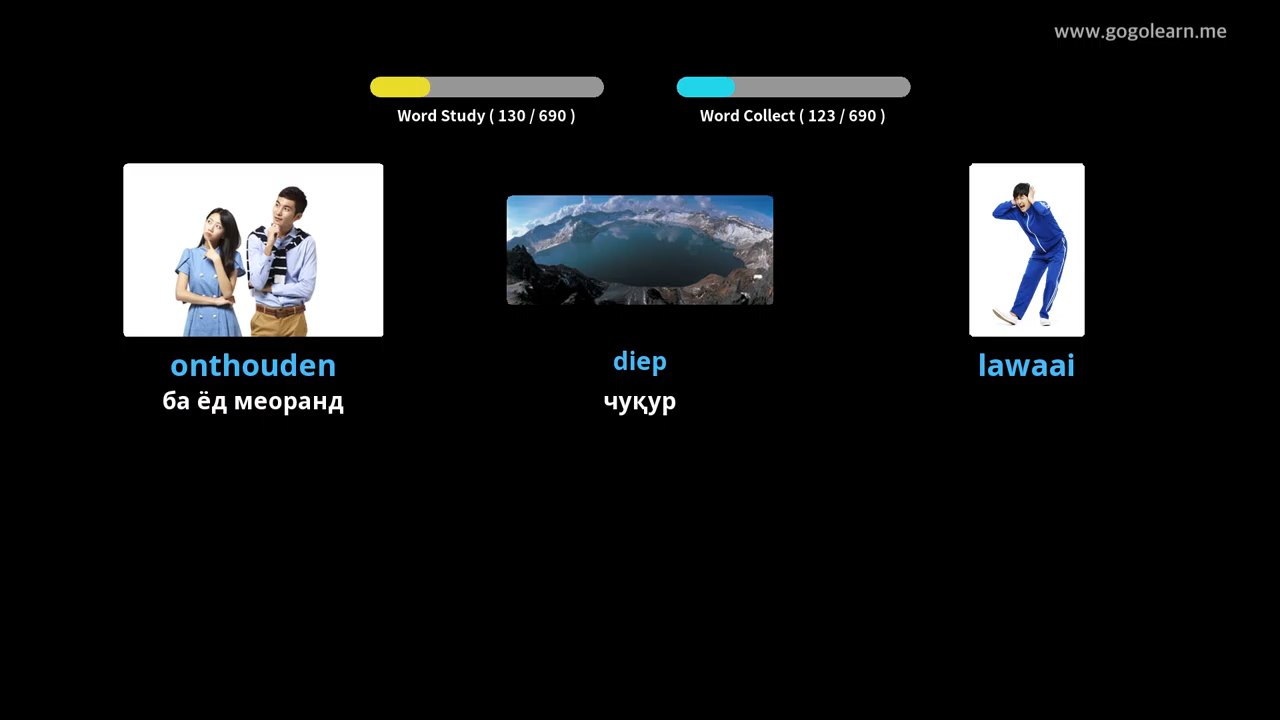 www.gogolearn.me
Word Study ( 130 / 690 )
Word Collect ( 123 / 690 )
onthouden
diep
lawaai
ба ёд меоранд
чуқур